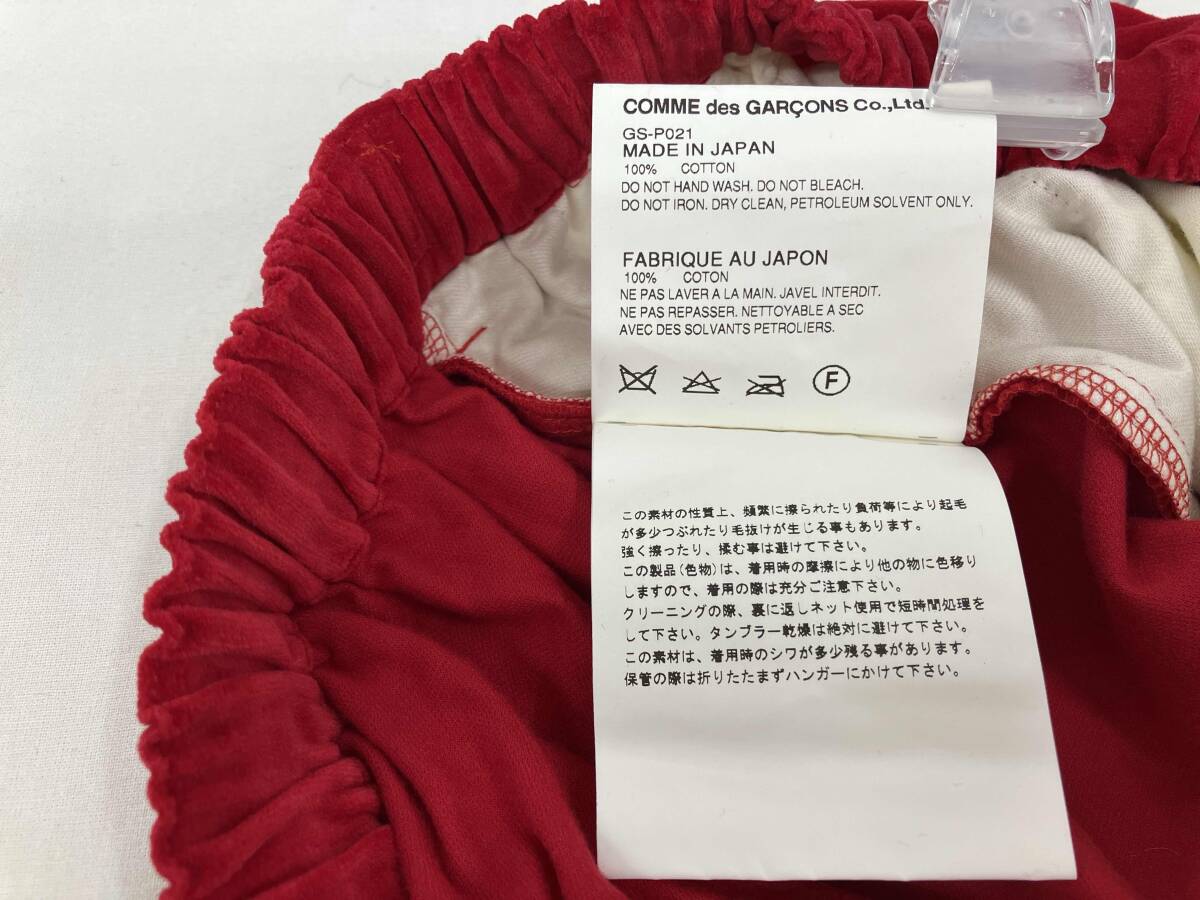 COMME des GARÇONS Co.,Ltd.
GS-P021
MADE IN JAPAN
100% COTTON
DO NOT HAND WASH. DO NOT BLEACH.
DO NOT IRON. DRY CLEAN, PETROLEUM SOLVENT ONLY.
FABRIQUE AU JAPON
100% COTON
NE PAS LAVER A LA MAIN. JAVEL INTERDIT.
NE PAS REPASSER. NETTOYABLE A SEC
AVEC DES SOLVANTS PETROLIERS.
F
この素材の性質上、頻繁に擦られたり負荷等により起毛
が多少つぶれたり毛抜けが生じる事もあります。
強く擦ったり、揉む事は避けて下さい。
この製品(色物)は、着用時の摩擦により他の物に色移り
しますので、着用の際は充分ご注意下さい。
クリーニングの際、裏に返しネット使用で短時間処理を
して下さい。タンブラー乾燥は絶対に避けて下さい。
この素材は、着用時のシワが多少残る事があります。
保管の際は折りたたまずハンガーにかけて下さい。